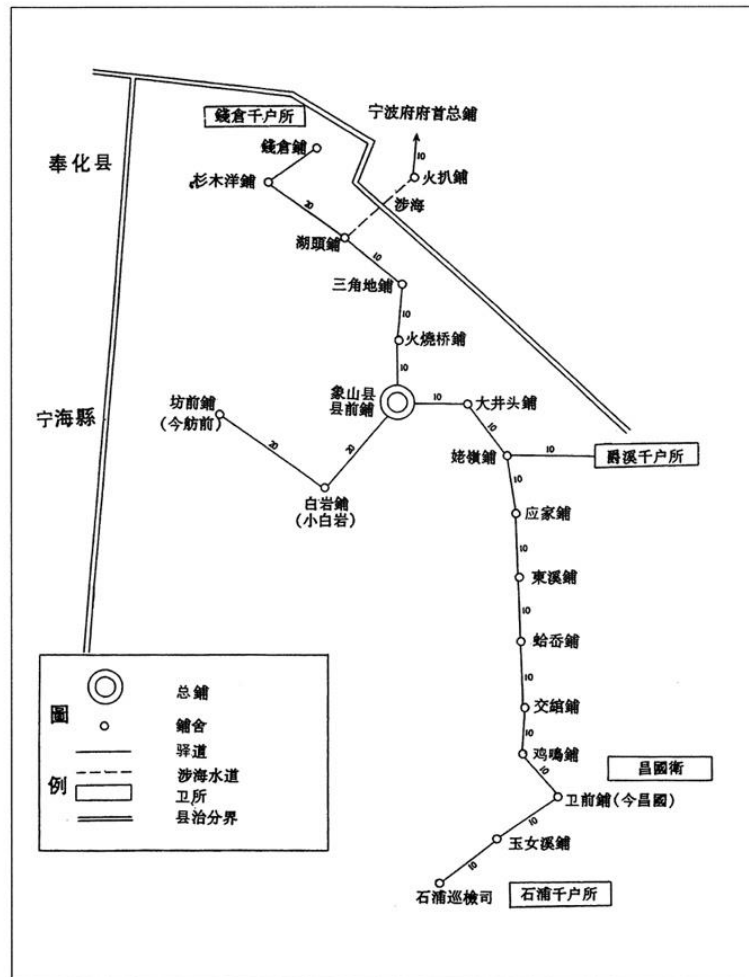 錢倉千户所
宁波府府首总鋪
錢倉鋪
10
奉化县
杉木洋鋪
火扒鋪
20
涉海
湖頭鋪
10
三角地鋪
10
火燒桥鋪
10
象山县
县前鋪
10
大井头鋪
坊前鋪
(今舫前)
宁海縣
20
20
10
姥嶺鋪
10
爵溪千户所
白岩鋪
(小白岩)
10
应家鋪
10
東溪鋪
10
蛤岙鋪
10
交綰鋪
10
鸡鳴鋪
10
昌國衛
卫前鋪(今昌國)
10
玉女溪鋪
10
石浦巡檢司
石浦千户所
圖例
总鋪
鋪舍
驿道
涉海水道
卫所
县治分界